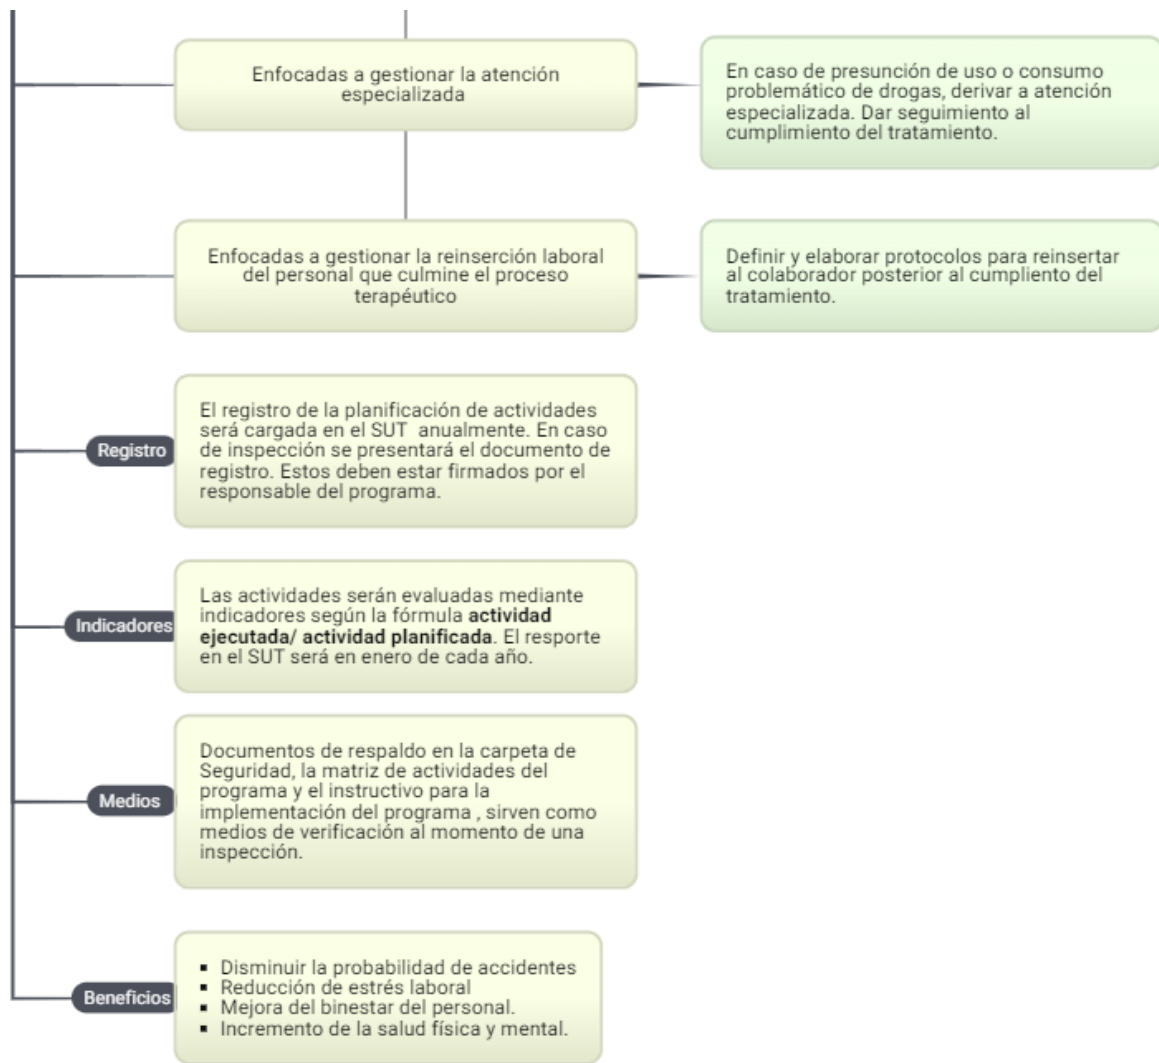 Enfocadas a gestionar la atención
especializada
En caso de presunción de uso o consumo
problemático de drogas, derivar a atención
especializada. Dar seguimiento al
cumplimiento del tratamiento.
Enfocadas a gestionar la reinserción laboral
del personal que culmine el proceso
terapéutico
Definir y elaborar protocolos para reinsertar
al colaborador posterior al cumpliento del
tratamiento.
Registro
El registro de la planificación de actividades
será cargada en el SUT anualmente. En caso
de inspección se presentará el documento de
registro. Estos deben estar firmados por el
responsable del programa.
Indicadores
Las actividades serán evaluadas mediante
indicadores según la fórmula actividad
ejecutada/ actividad planificada. El resporte
en el SUT será en enero de cada año.
Medios
Documentos de respaldo en la carpeta de
Seguridad, la matriz de actividades del
programa y el instructivo para la
implementación del programa , sirven como
medios de verificación al momento de una
inspección.
Beneficios
▪ Disminuir la probabilidad de accidentes
▪ Reducción de estrés laboral
▪ Mejora del binestar del personal.
▪ Incremento de la salud física y mental.